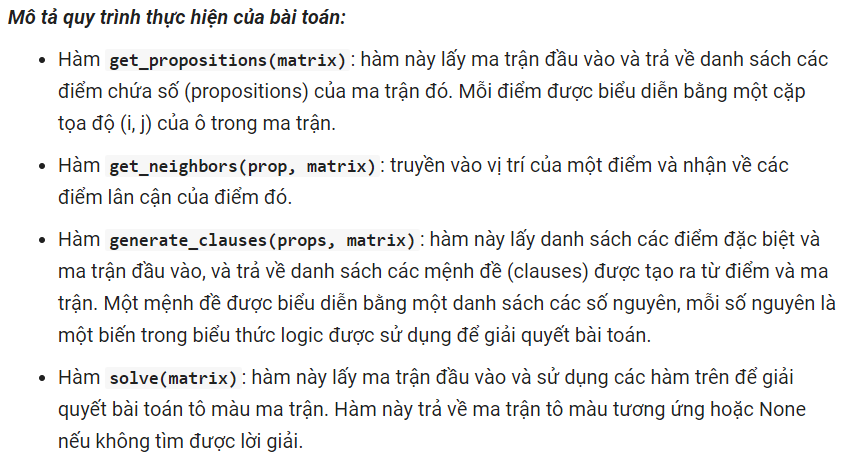 Mô tả quy trình thực hiện của bài toán:
• Hàm get_propositions(matrix): hàm này lấy ma trận đầu vào và trả về danh sách các
điểm chứa số (propositions) của ma trận đó. Mỗi điểm được biểu diễn bằng một cặp
tọa độ (i, j) của ô trong ma trận.
• Hàm get_neighbors(prop, matrix): truyền vào vị trí của một điểm và nhận về các
điểm lân cận của điểm đó.
• Hàm generate_clauses(props, matrix): hàm này lấy danh sách các điểm đặc biệt và
ma trận đầu vào, và trả về danh sách các mệnh đề (clauses) được tạo ra từ điểm và ma
trận. Một mệnh đề được biểu diễn bằng một danh sách các số nguyên, mỗi số nguyên là
một biến trong biểu thức logic được sử dụng để giải quyết bài toán.
• Hàm solve(matrix): hàm này lấy ma trận đầu vào và sử dụng các hàm trên để giải
quyết bài toán tô màu ma trận. Hàm này trả về ma trận tô màu tương ứng hoặc None
nếu không tìm được lời giải.